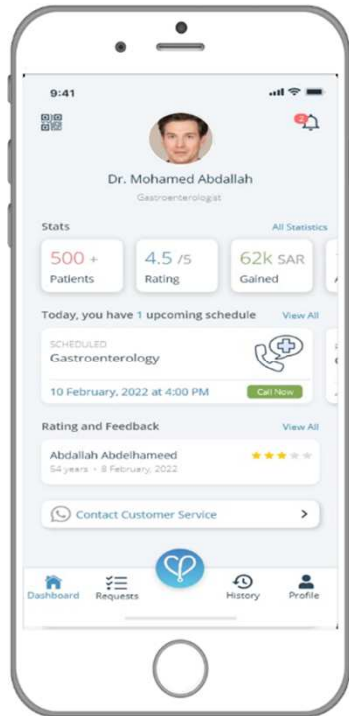 9:41
2
Dr. Mohamed Abdallah
Gastroenterologist
Stats All Statistics
500 + 4.5 /5 62k SAR
Patients Rating Gained
Today, you have 1 upcoming schedule View All
SCHEDULED
Gastroenterology
10 February, 2022 at 4:00 PM Call Now
Rating and Feedback View All
Abdallah Abdelhameed
54 years • 8 February, 2022
Contact Customer Service
Dashboard Requests History Profile